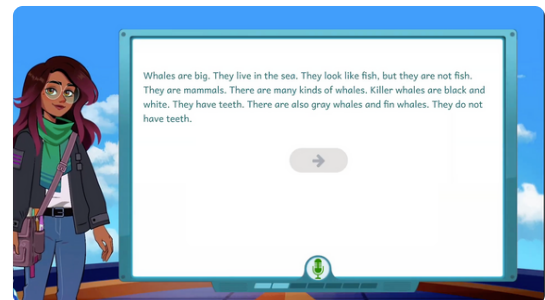 Whales are big. They live in the sea. They look like fish, but they are not fish.
They are mammals. There are many kinds of whales. Killer whales are black and
white. They have teeth. There are also gray whales and fin whales. They do not
have teeth.